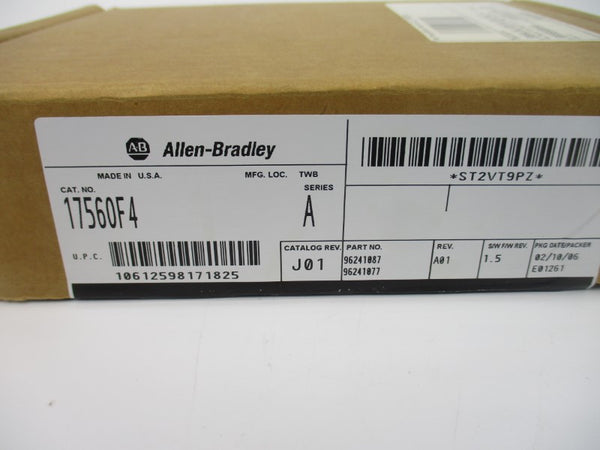 AB Allen-Bradley
MADE IN U.S.A. MFG. LOC. TWB
CAT. NO. SERIES
1756OF4 A
U.P.C.
10612598171825
*ST2VT9PZ*
CATALOG REV. PART NO. REV. S/W F/W REV. PKG DATE/PACKER
J01 96241087 A01 1.5 02/10/06
96241077 E01261